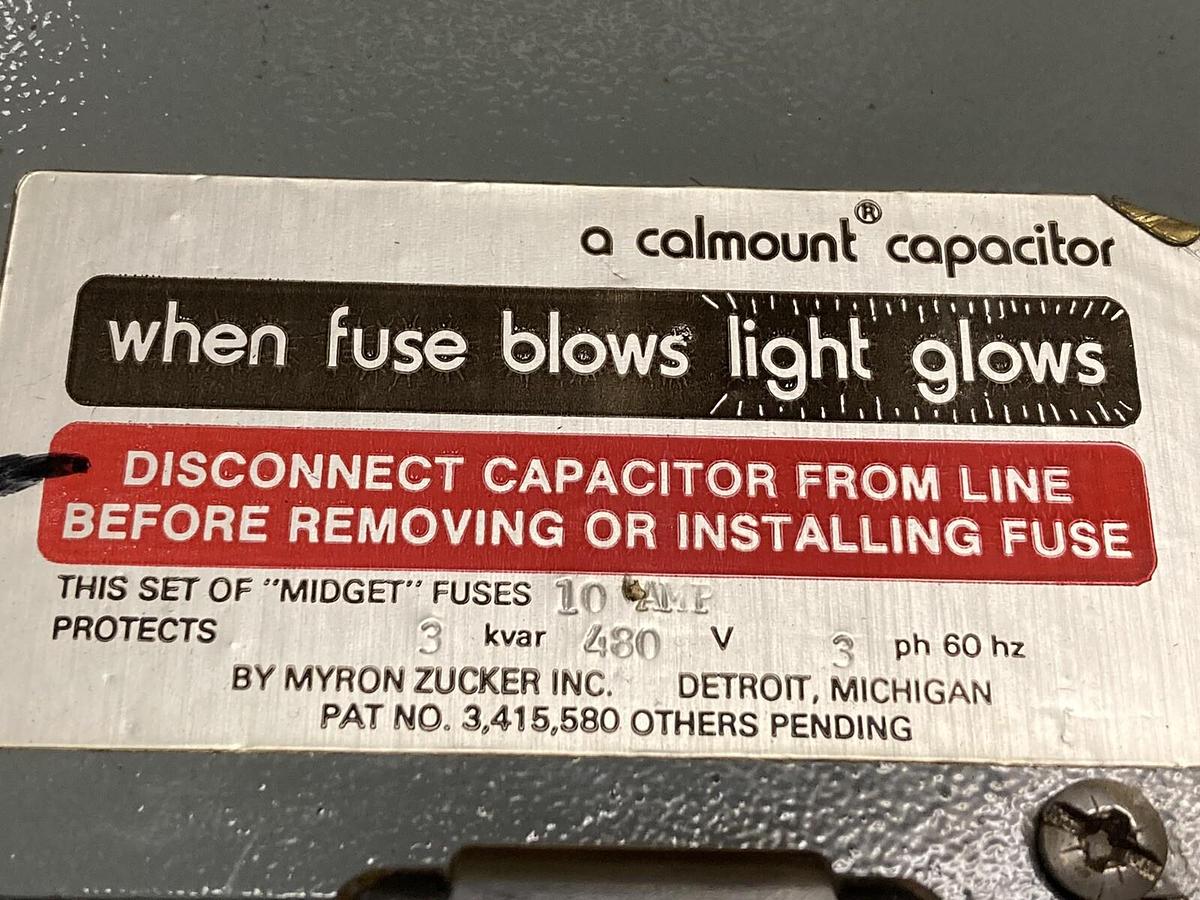 a calmount® capacitor
when fuse blows light glows
DISCONNECT CAPACITOR FROM LINE
BEFORE REMOVING OR INSTALLING FUSE
THIS SET OF "MIDGET" FUSES 10 AMP
PROTECTS 3 kvar 480 V 3 ph 60 hz
BY MYRON ZUCKER INC. DETROIT, MICHIGAN
PAT NO. 3,415,580 OTHERS PENDING